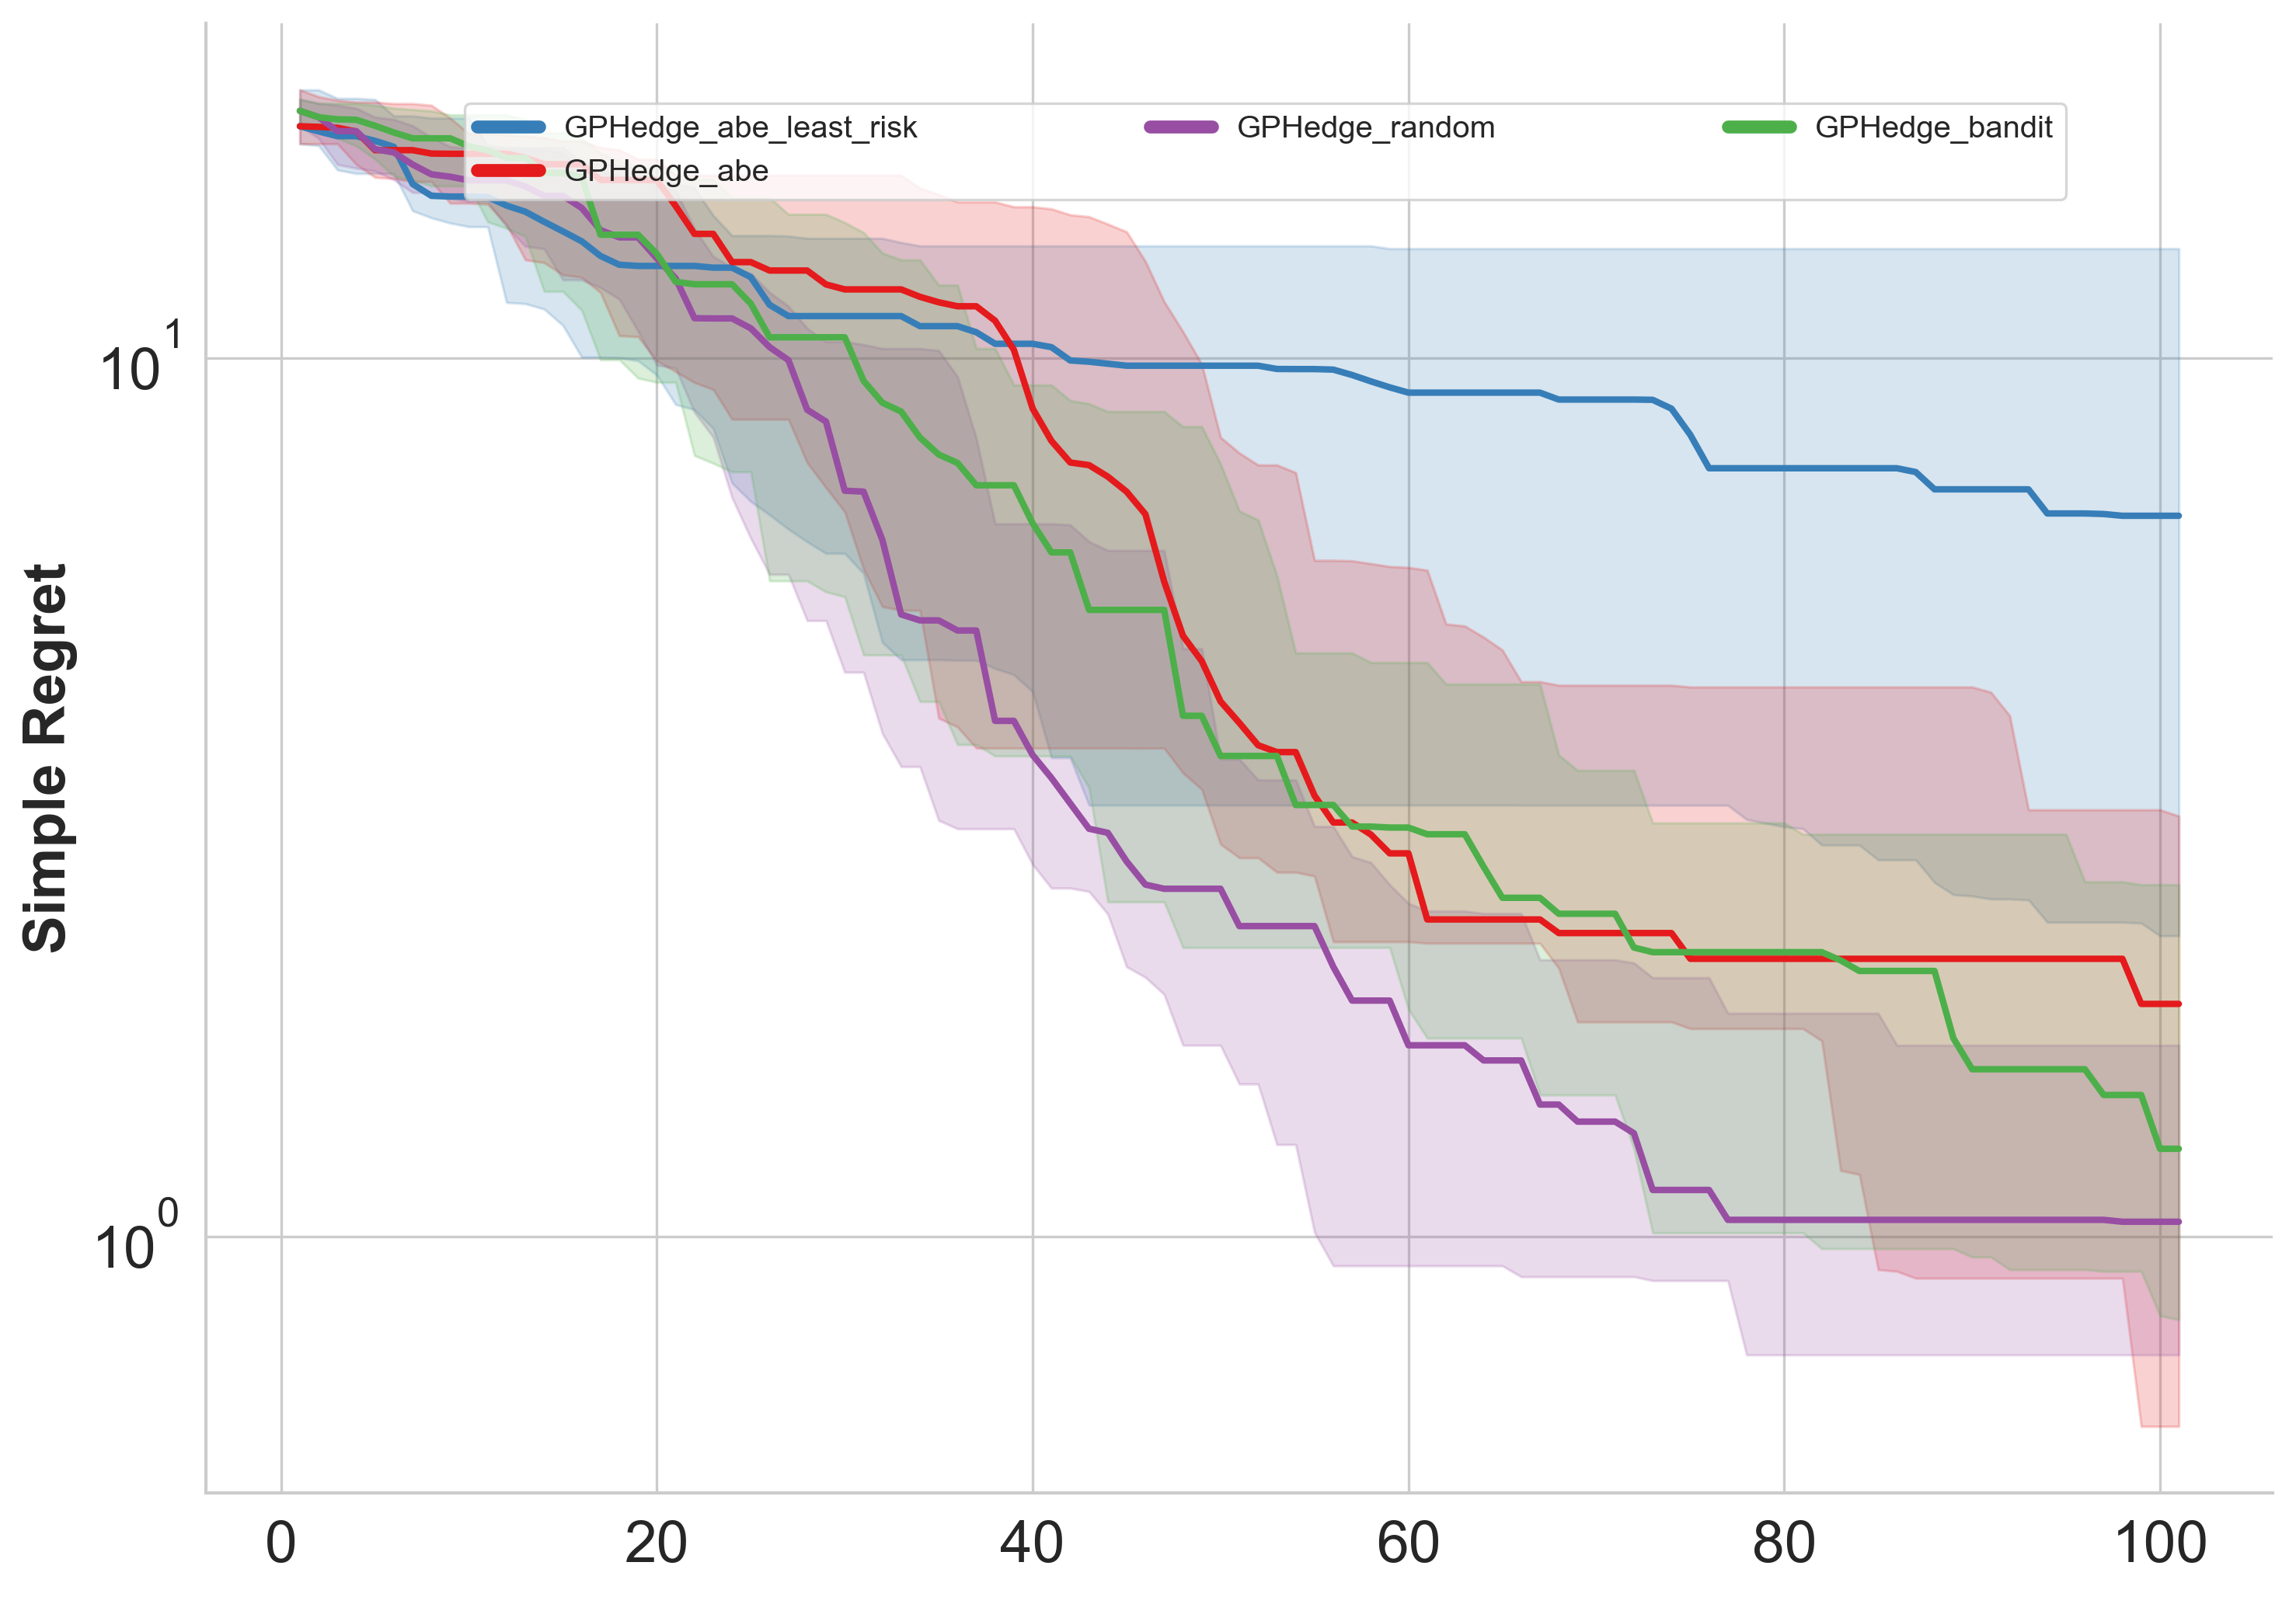 GPHedge_abe_least_risk
GPHedge_abe
GPHedge_random
GPHedge_bandit
Simple Regret
10^1
10^0
0 20 40 60 80 100